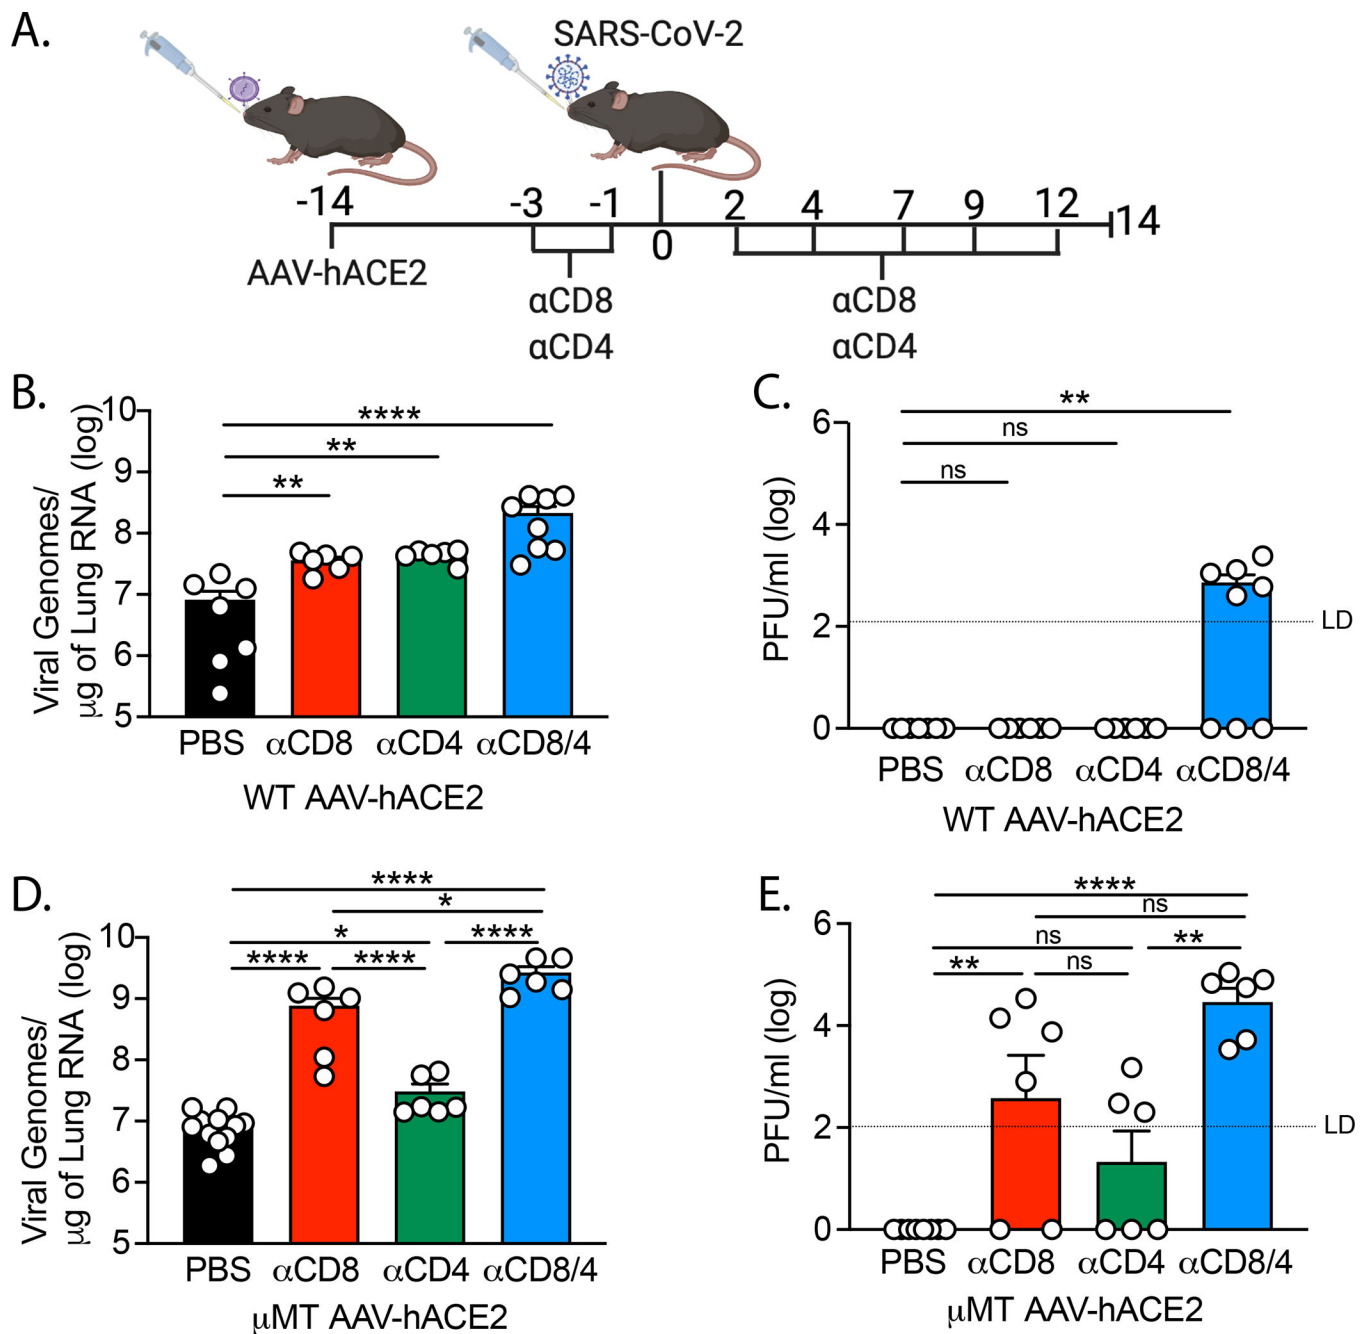 A.
SARS-CoV-2
-14 -3 -1 2 4 7 9 12 14
0
AAV-hACE2
αCD8 αCD8
αCD4 αCD4
B.
Viral Genomes/
µg of Lung RNA (log)
10
9
8
7
6
5
****
**
**
PBS αCD8 αCD4 αCD8/4
WT AAV-hACE2
C.
PFU/ml (log)
6
4
2
0
**
ns
ns
LD
PBS αCD8 αCD4 αCD8/4
WT AAV-hACE2
D.
Viral Genomes/
µg of Lung RNA (log)
10
9
8
7
6
5
****
*
* ****
**** ****
PBS αCD8 αCD4 αCD8/4
µMT AAV-hACE2
E.
PFU/ml (log)
6
4
2
0
****
ns
ns **
** ns
LD
PBS αCD8 αCD4 αCD8/4
µMT AAV-hACE2